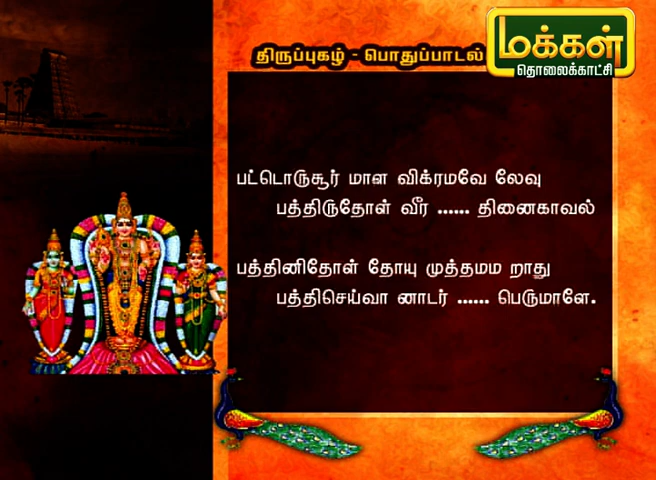 மக்கள்
தொலைக்காட்சி
திருப்புகழ் - பொதுப்பாடல்
பட்டொருசூர் மாள விக்ரமவே லேவு
பத்திருதோள் வீர ...... தினைகாவல்
பத்தினிதோள் தோயு முத்தமம றாது
பத்திசெய்வா னாடர் ...... பெருமாளே.